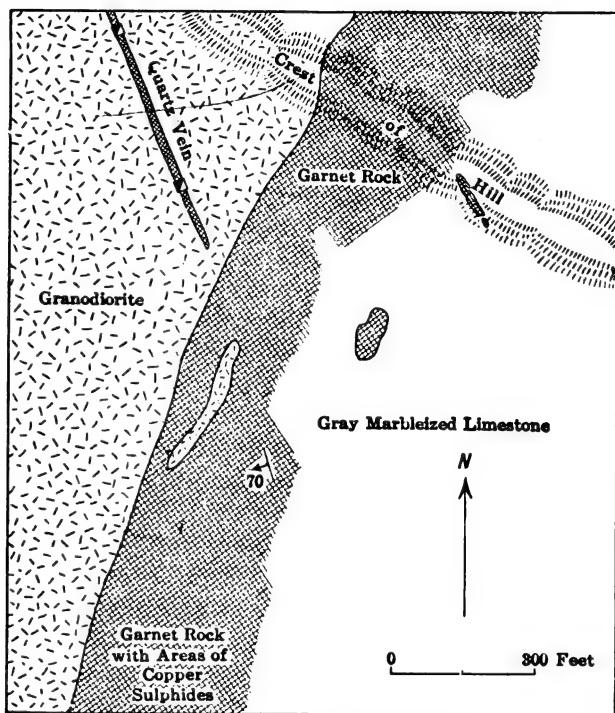 Crest
of
Hill
Quartz Vein
Garnet Rock
Granodiorite
Gray Marbleized Limestone
N
70
Garnet Rock
with Areas of
Copper
Sulphides
0 300 Feet